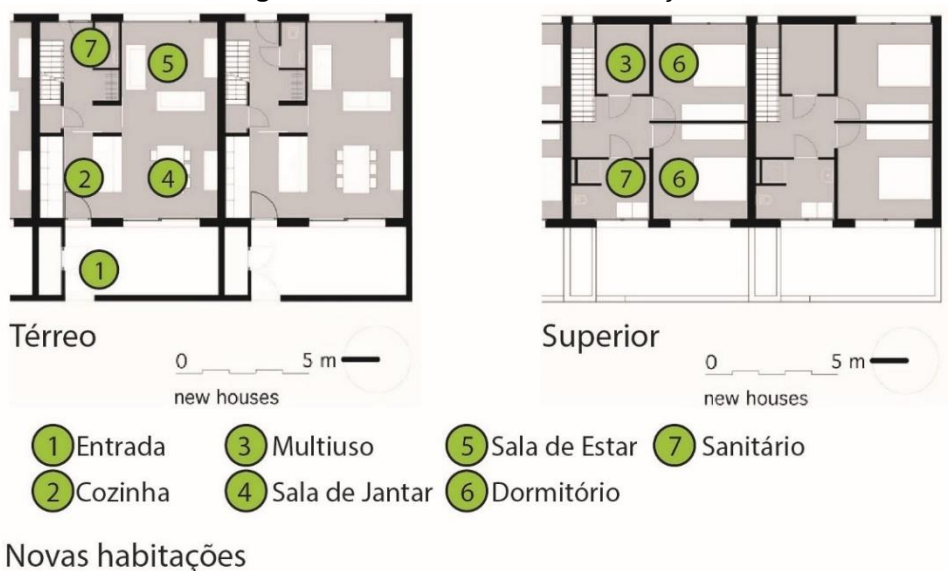 7 5 3 6
2 4 7 6
1
Térreo Superior
0 5 m 0 5 m
new houses new houses
1 Entrada 3 Multiuso 5 Sala de Estar 7 Sanitário
2 Cozinha 4 Sala de Jantar 6 Dormitório
Novas habitações